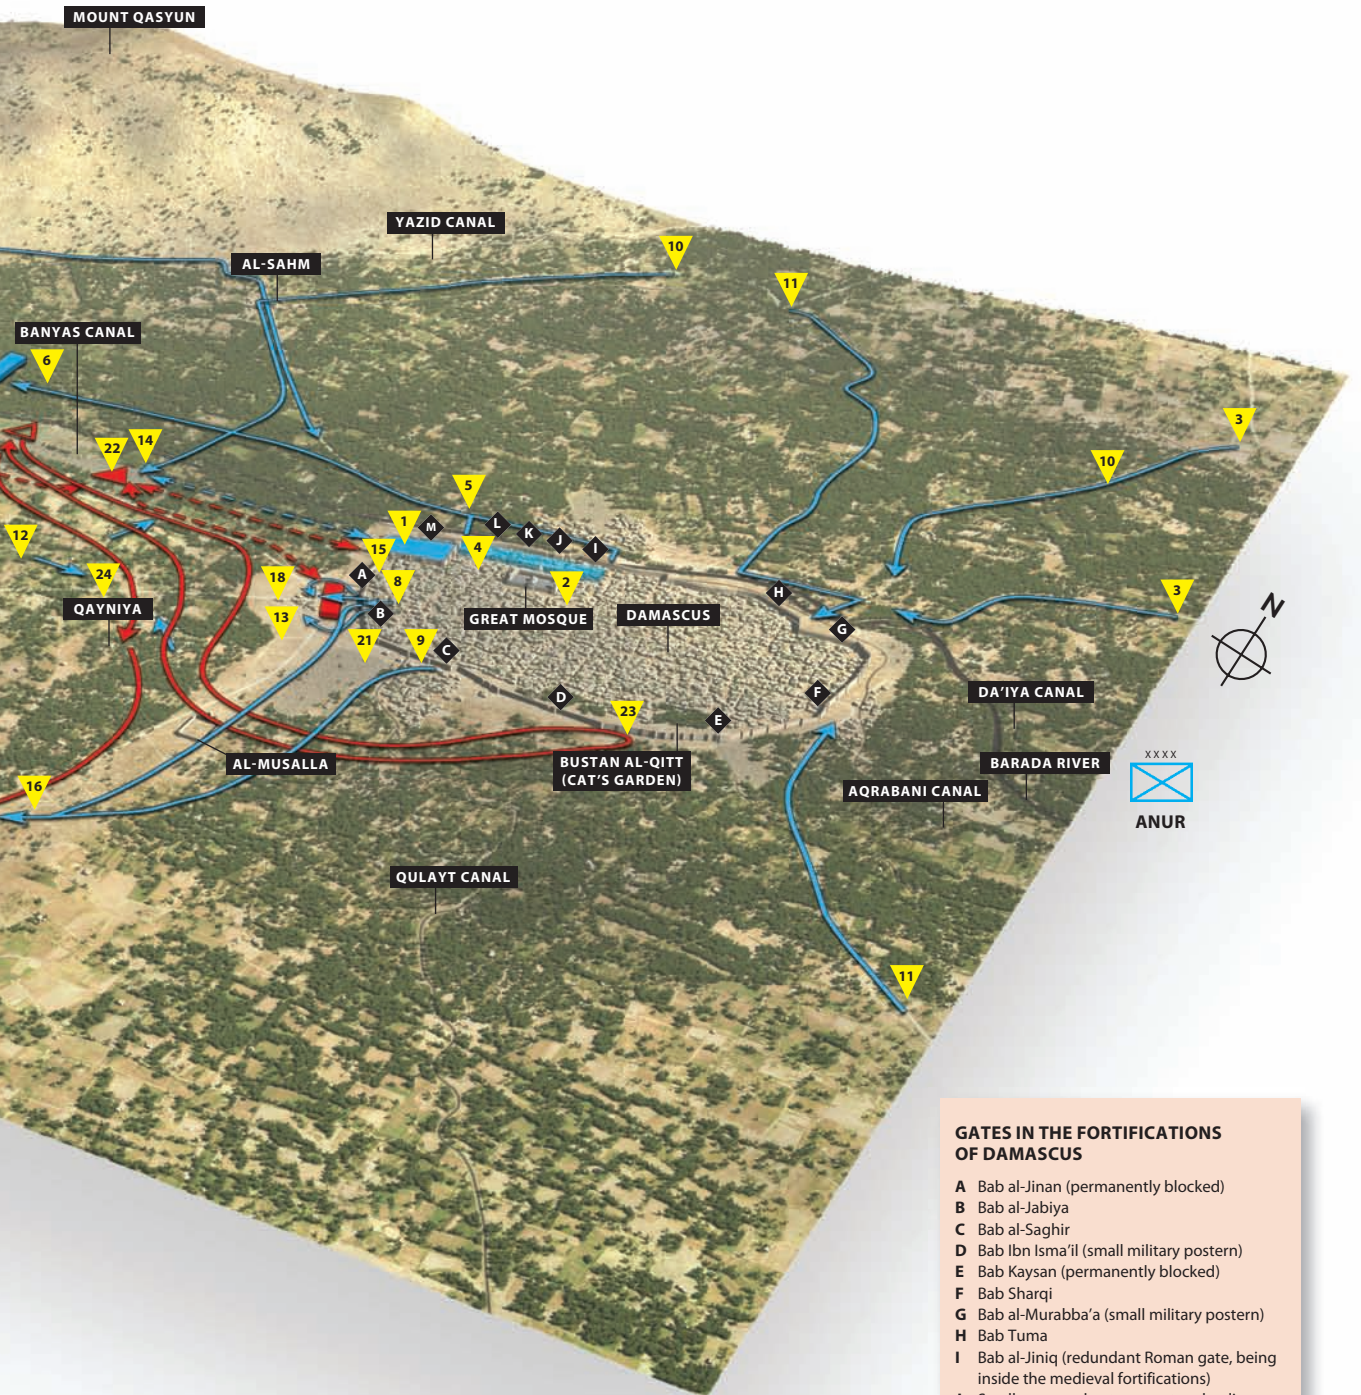 MOUNT QASYUN
YAZID CANAL
10
AL-SAHM
11
BANYAS CANAL
6
3
22
14
10
5
1
M
L
K
J
I
12
15
4
A
18
8
2
24
H
3
N
QAYNIYA
B
GREAT MOSQUE
DAMASCUS
13
G
21
9
C
F
DA'IYA CANAL
D
23
E
BARADA RIVER
XXXX
AL-MUSALLA
BUSTAN AL-QITT
(CAT'S GARDEN)
16
AQRABANI CANAL
ANUR
QULAYT CANAL
11
GATES IN THE FORTIFICATIONS
OF DAMASCUS
A Bab al-Jinan (permanently blocked)
B Bab al-Jabiya
C Bab al-Saghir
D Bab Ibn Isma'il (small military postern)
E Bab Kaysan (permanently blocked)
F Bab Sharqi
G Bab al-Murabba'a (small military postern)
H Bab Tuma
I Bab al-Jiniq (redundant Roman gate, being
inside the medieval fortifications)